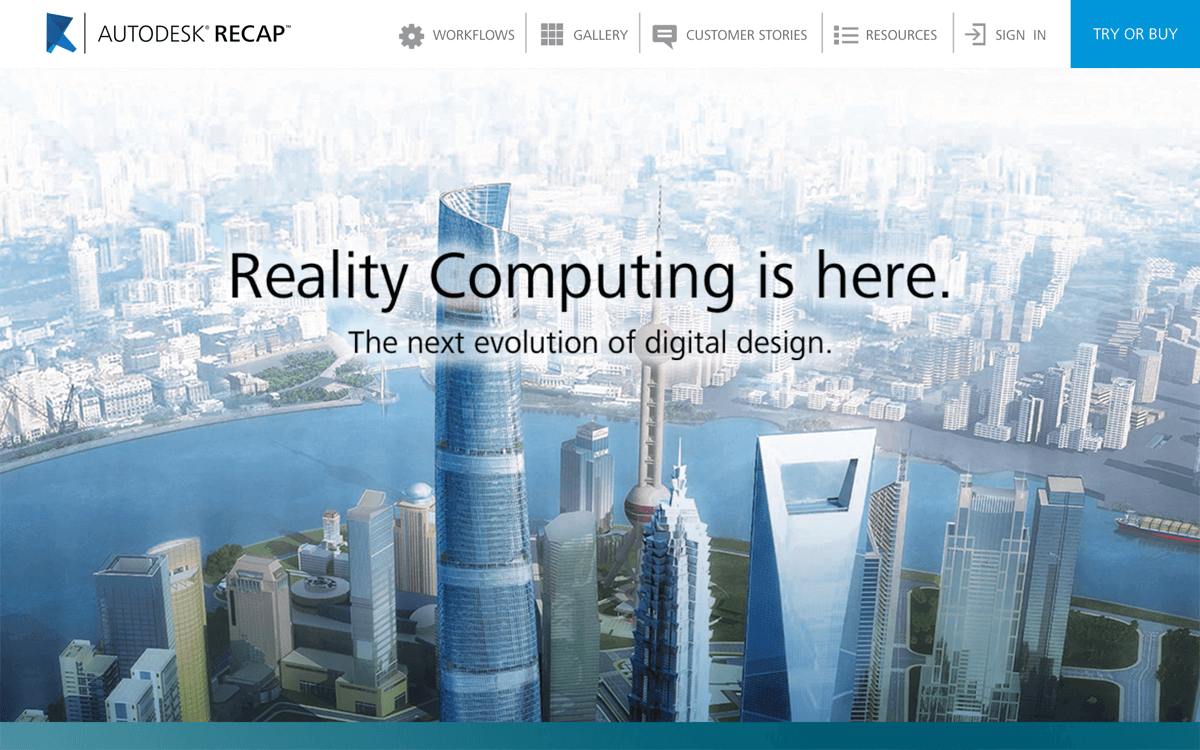 AUTODESK® RECAP™
WORKFLOWS
GALLERY
CUSTOMER STORIES
RESOURCES
SIGN IN
TRY OR BUY
Reality Computing is here.
The next evolution of digital design.